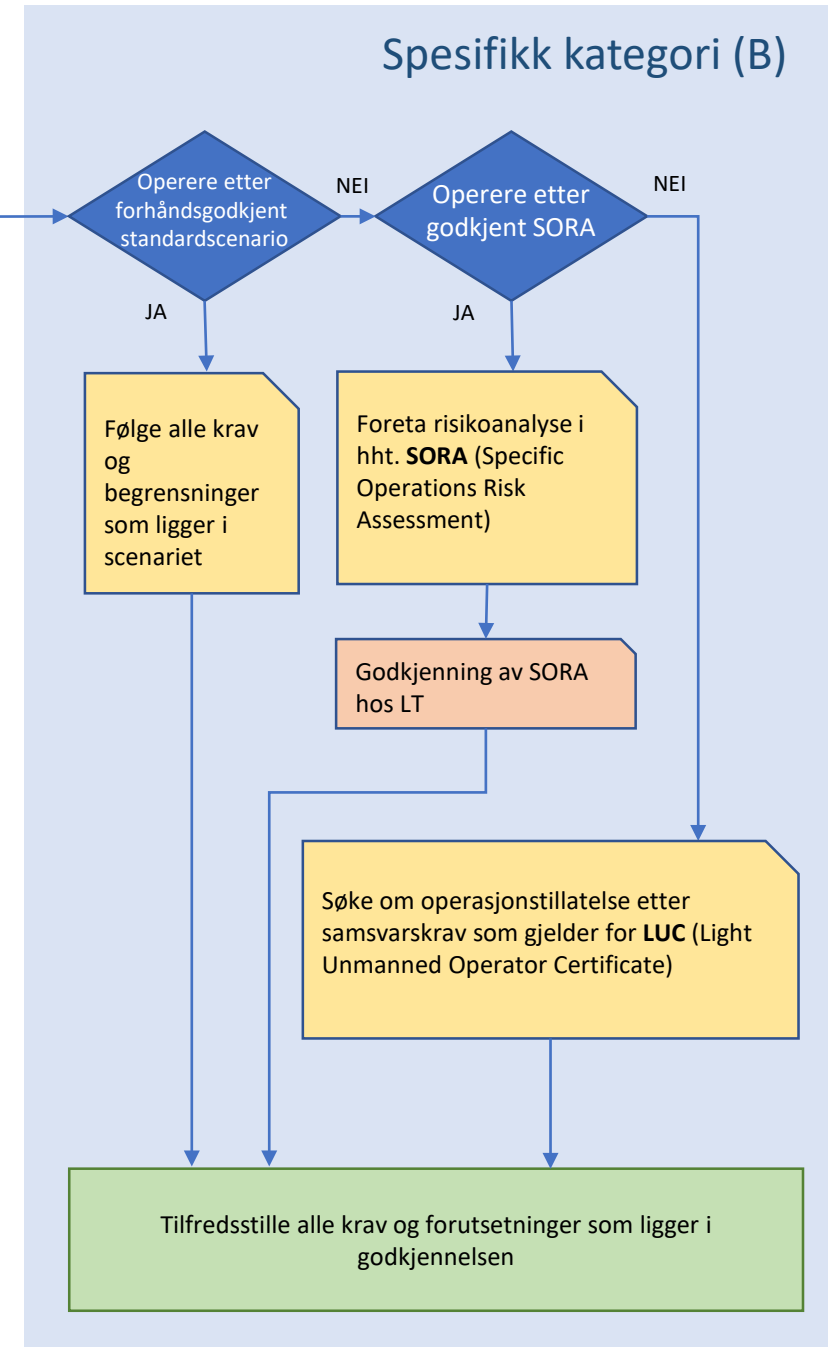 Spesifikk kategori (B)
Operere etter
forhåndsgodkjent
standardscenario
NEI
Operere etter
godkjent SORA
NEI
JA
JA
Følge alle krav
og
begrensninger
som ligger i
scenariet
Foreta risikoanalyse i
hht. SORA (Specific
Operations Risk
Assessment)
Godkjenning av SORA
hos LT
Søke om operasjonstillatelse etter
samsvarskrav som gjelder for LUC (Light
Unmanned Operator Certificate)
Tilfredsstille alle krav og forutsetninger som ligger i
godkjennelsen